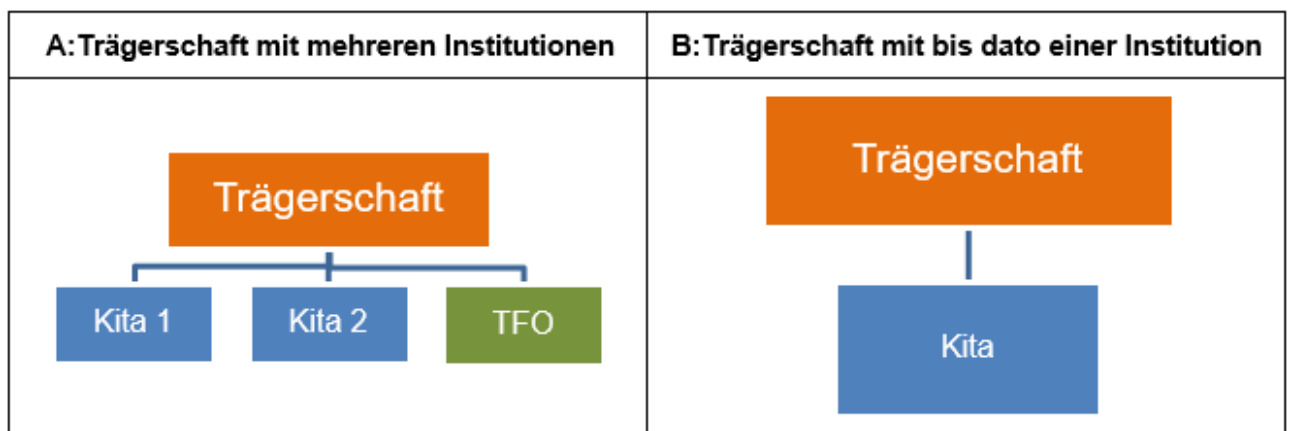 A: Trägerschaft mit mehreren Institutionen
B: Trägerschaft mit bis dato einer Institution
Trägerschaft
Kita 1
Kita 2
TFO
Trägerschaft
Kita